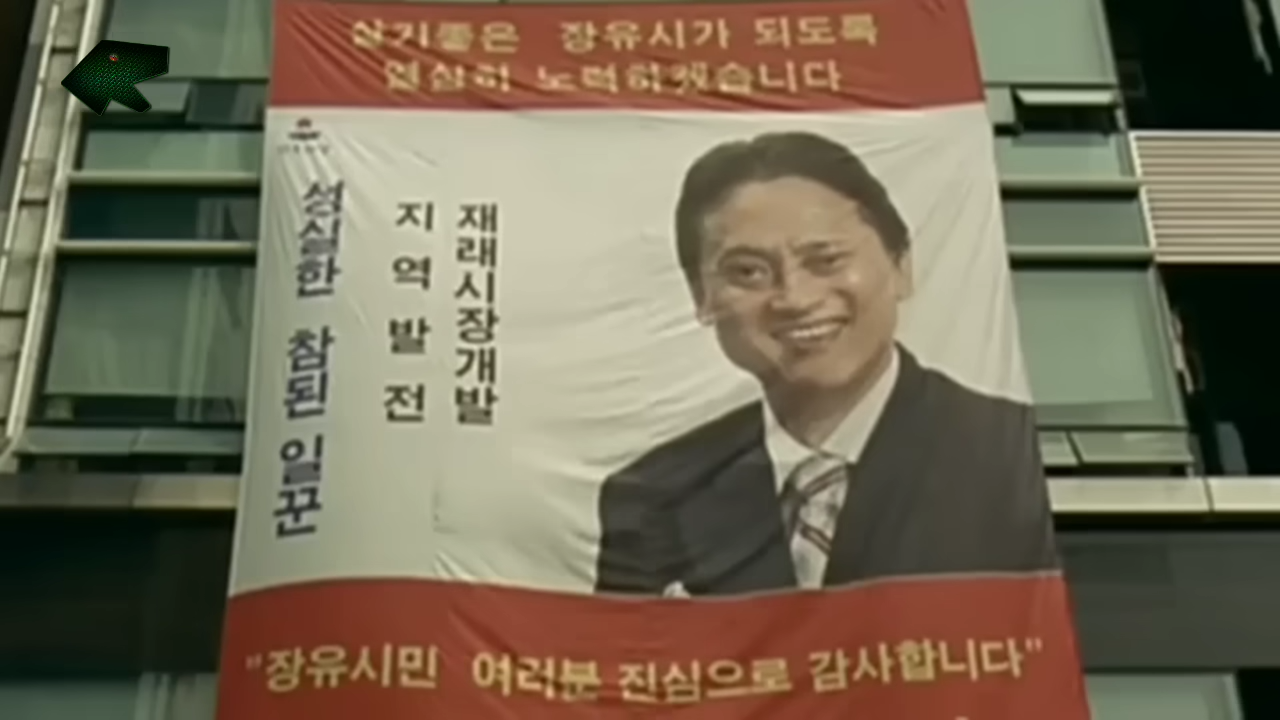 살기좋은 장유시가 되도록
열심히 노력하겠습니다
성실한 참된 일꾼
지역발전
재래시장개발
"장유시민 여러분 진심으로 감사합니다"